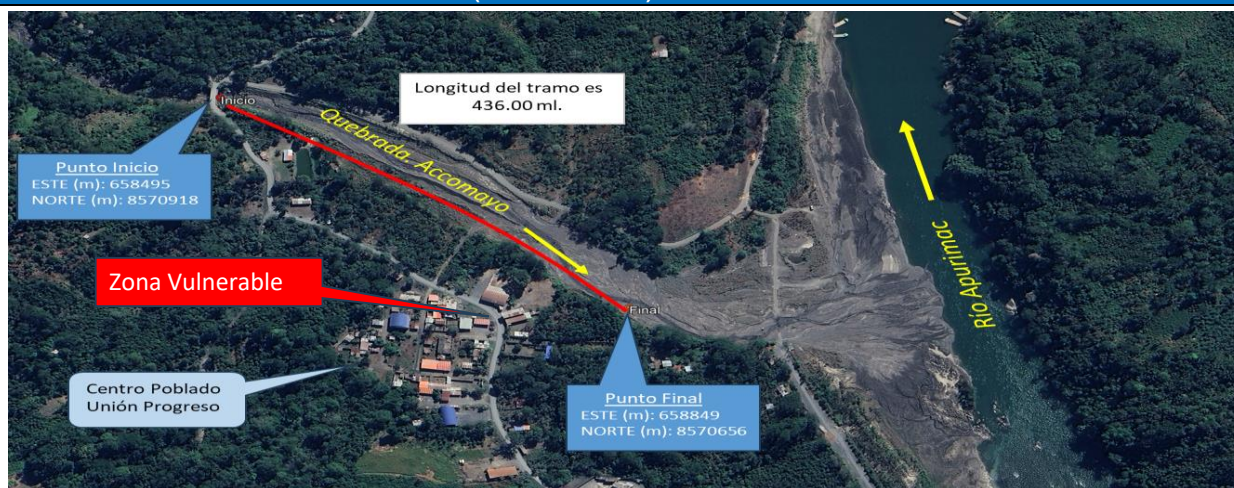 Inicio
Longitud del tramo es
436.00 ml.
Quebrada. Accomayo
Punto Inicio
ESTE (m): 658495
NORTE (m): 8570918
Río Apurimac
Zona Vulnerable
Final
Centro Poblado
Unión Progreso
Punto Final
ESTE (m): 658849
NORTE (m): 8570656